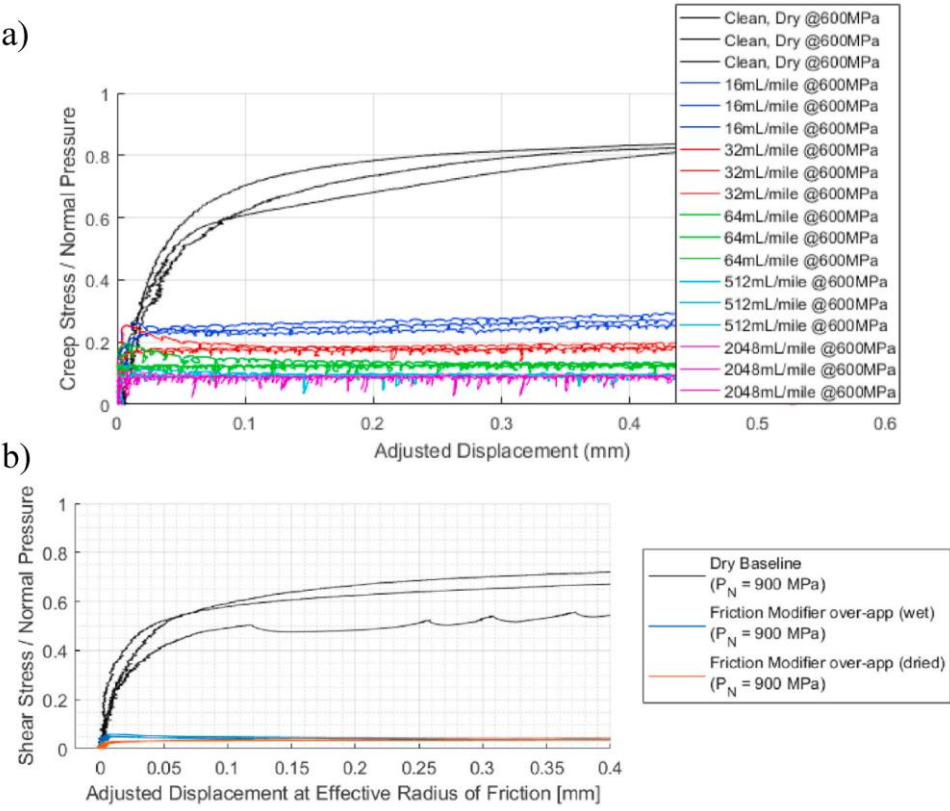 a)
Clean, Dry @600MPa
Clean, Dry @600MPa
Clean, Dry @600MPa
16mL/mile @600MPa
16mL/mile @600MPa
16mL/mile @600MPa
32mL/mile @600MPa
32mL/mile @600MPa
32mL/mile @600MPa
64mL/mile @600MPa
64mL/mile @600MPa
64mL/mile @600MPa
512mL/mile @600MPa
512mL/mile @600MPa
512mL/mile @600MPa
2048mL/mile @600MPa
2048mL/mile @600MPa
2048mL/mile @600MPa
Creep Stress / Normal Pressure
1
0.8
0.6
0.4
0.2
0
0 0.1 0.2 0.3 0.4 0.5 0.6
Adjusted Displacement (mm)
b)
Shear Stress / Normal Pressure
1
0.8
0.6
0.4
0.2
0
0 0.05 0.1 0.15 0.2 0.25 0.3 0.35 0.4
Adjusted Displacement at Effective Radius of Friction [mm]
Dry Baseline
(P_N = 900 MPa)
Friction Modifier over-app (wet)
(P_N = 900 MPa)
Friction Modifier over-app (dried)
(P_N = 900 MPa)